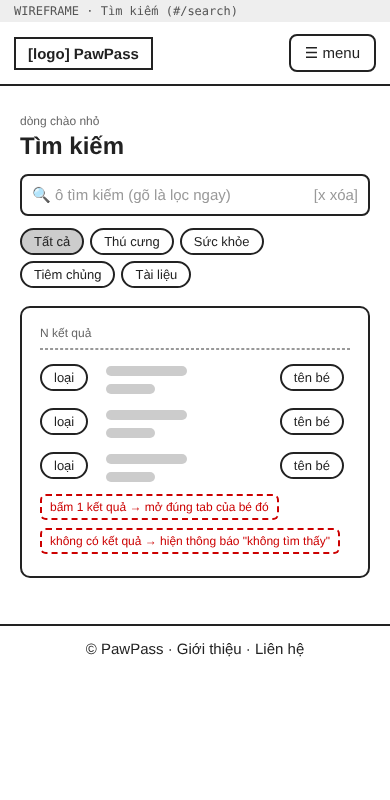 WIREFRAME · Tìm kiếm (#/search)
[logo] PawPass
☰ menu
dòng chào nhỏ
Tìm kiếm
🔍 ô tìm kiếm (gõ là lọc ngay) [x xóa]
Tất cả Thú cưng Sức khỏe
Tiêm chủng Tài liệu
N kết quả
loại tên bé
loại tên bé
loại tên bé
bấm 1 kết quả → mở đúng tab của bé đó
không có kết quả → hiện thông báo "không tìm thấy"
© PawPass · Giới thiệu · Liên hệ